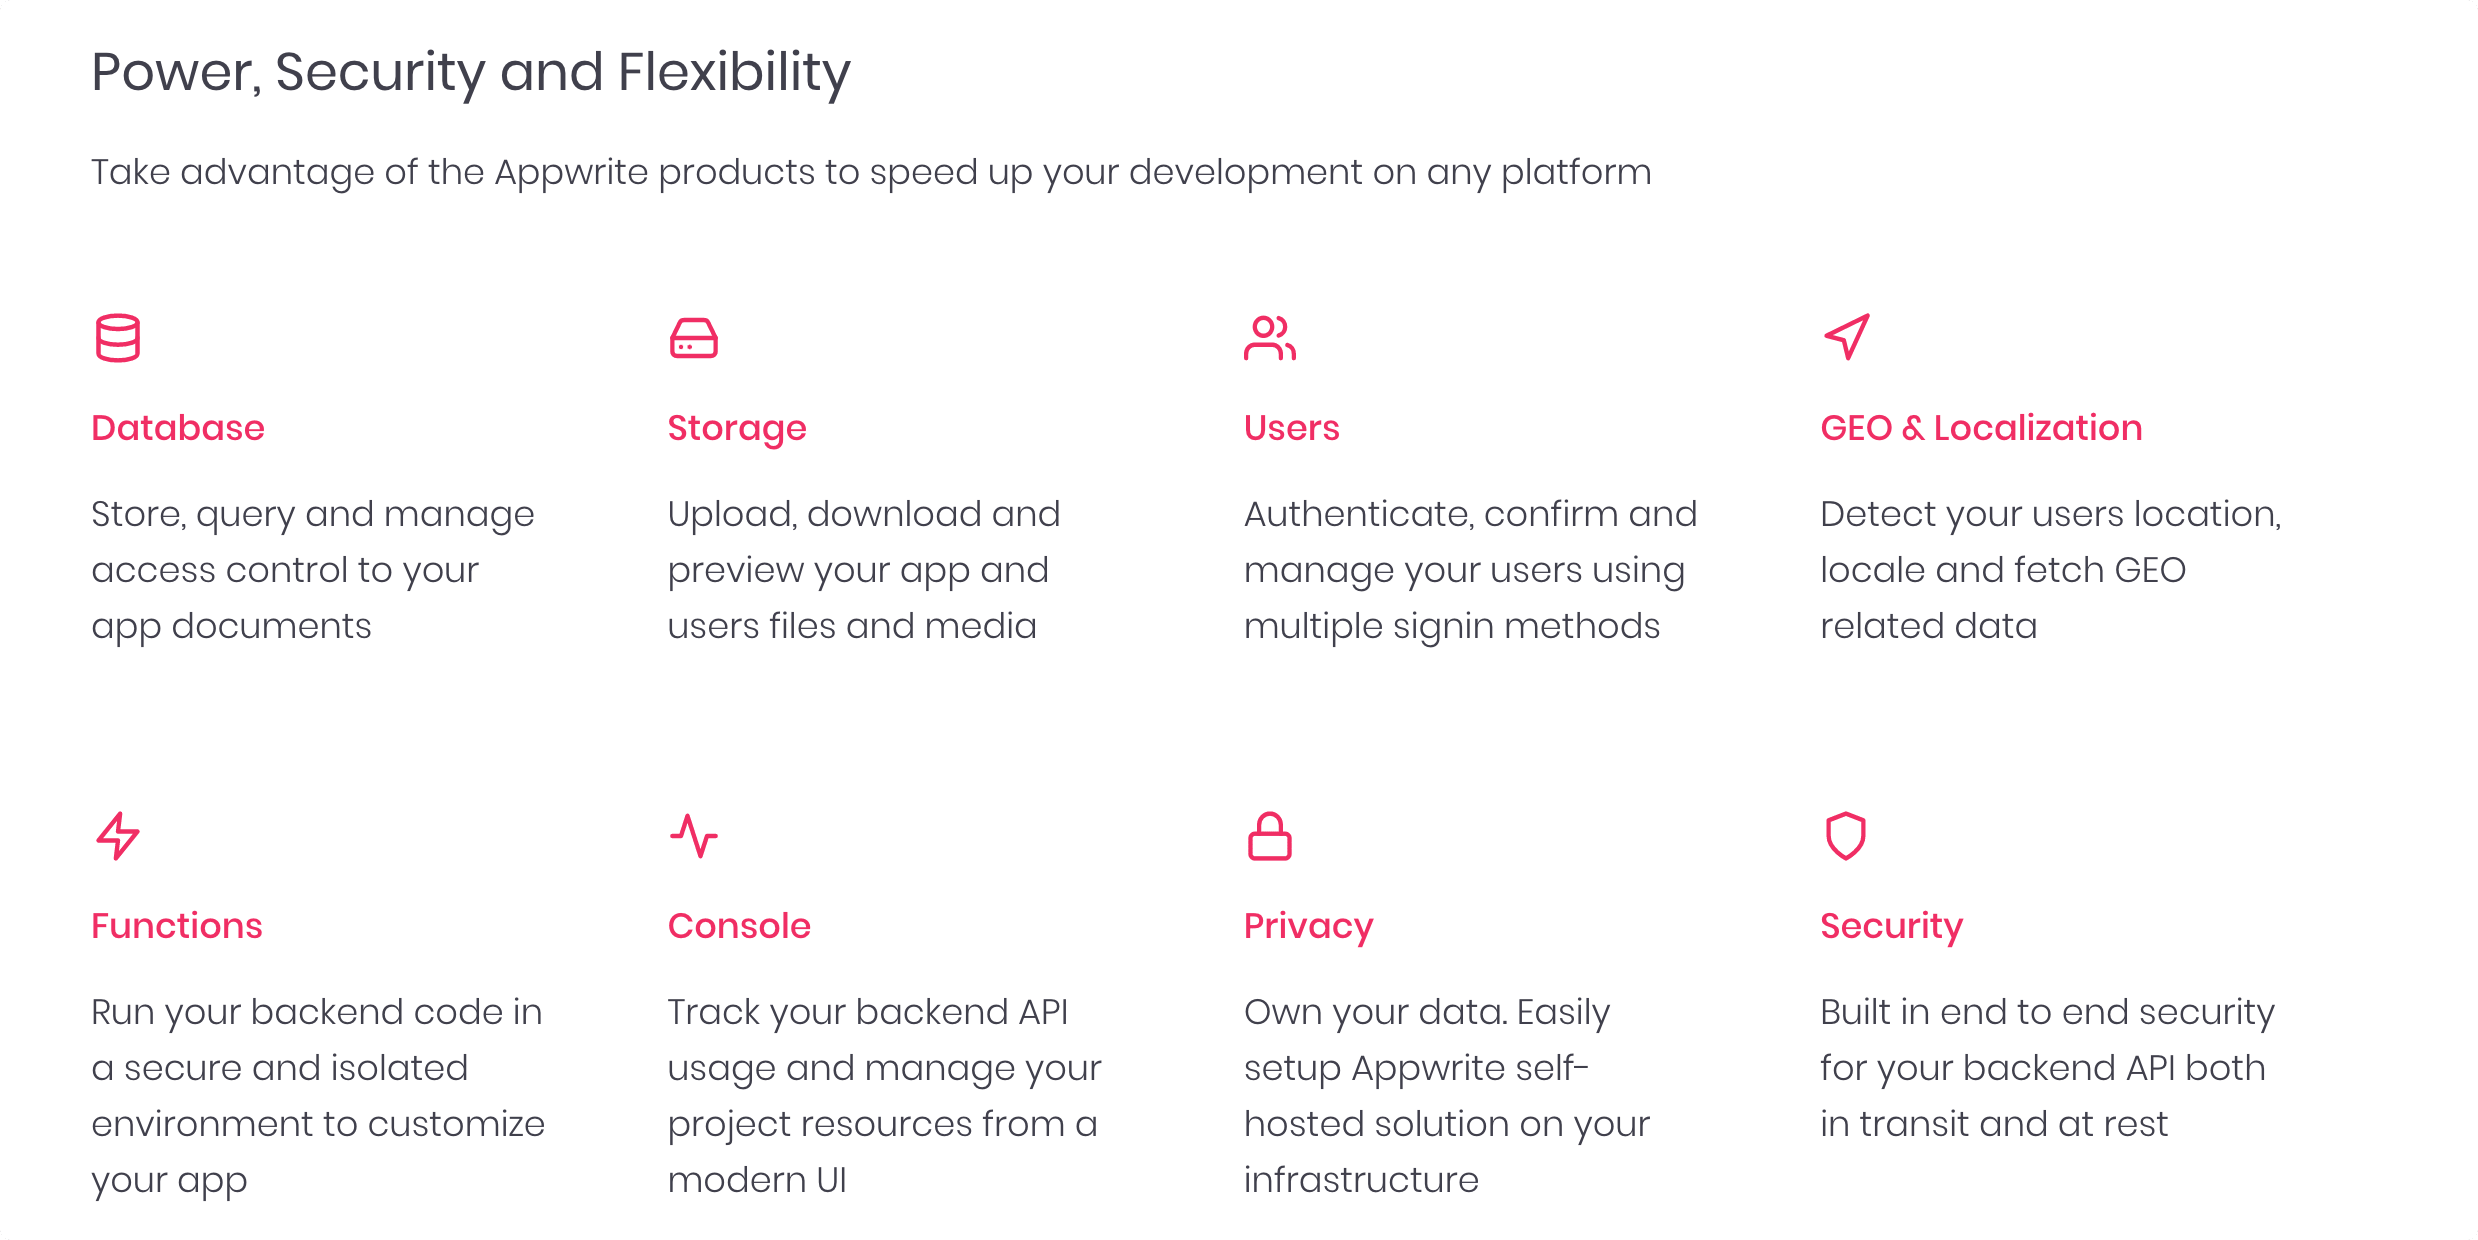 Power, Security and Flexibility
Take advantage of the Appwrite products to speed up your development on any platform
Database
Store, query and manage
access control to your
app documents
Storage
Upload, download and
preview your app and
users files and media
Users
Authenticate, confirm and
manage your users using
multiple signin methods
GEO & Localization
Detect your users location,
locale and fetch GEO
related data
Functions
Run your backend code in
a secure and isolated
environment to customize
your app
Console
Track your backend API
usage and manage your
project resources from a
modern UI
Privacy
Own your data. Easily
setup Appwrite self-
hosted solution on your
infrastructure
Security
Built in end to end security
for your backend API both
in transit and at rest